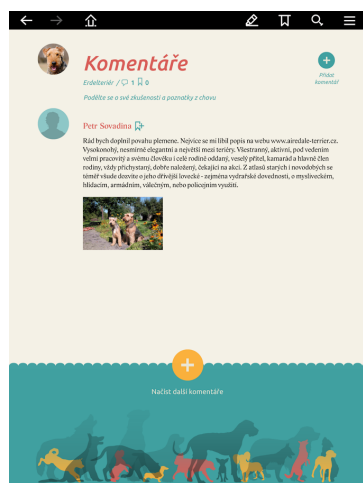 Komentáře
Erdelteriér / 1 0
Podělte se o své zkušenosti a poznatky z chovu
Přidat
komentář
Petr Sovadina
Rád bych doplnil povahu plemene. Nejvíce se mi líbil popis na webu www.airedale-terrier.cz.
Vysokonohý, nesmírně elegantní a největší mezi teriéry. Všestranný, aktivní, pod vedením
velmi pracovitý a svému člověku i celé rodině oddaný, veselý přítel, kamarád a hlavně člen
rodiny, vždy přichystaný, dobře naložený, čekající na akci. Z atlasů starých i novodobých se
téměř všude dozvíte o jeho dřívější lovecké - zejména vydrařské dovednosti, o mysliveckém,
hlídacím, armádním, válečným, nebo policejním využití.
Načíst další komentáře